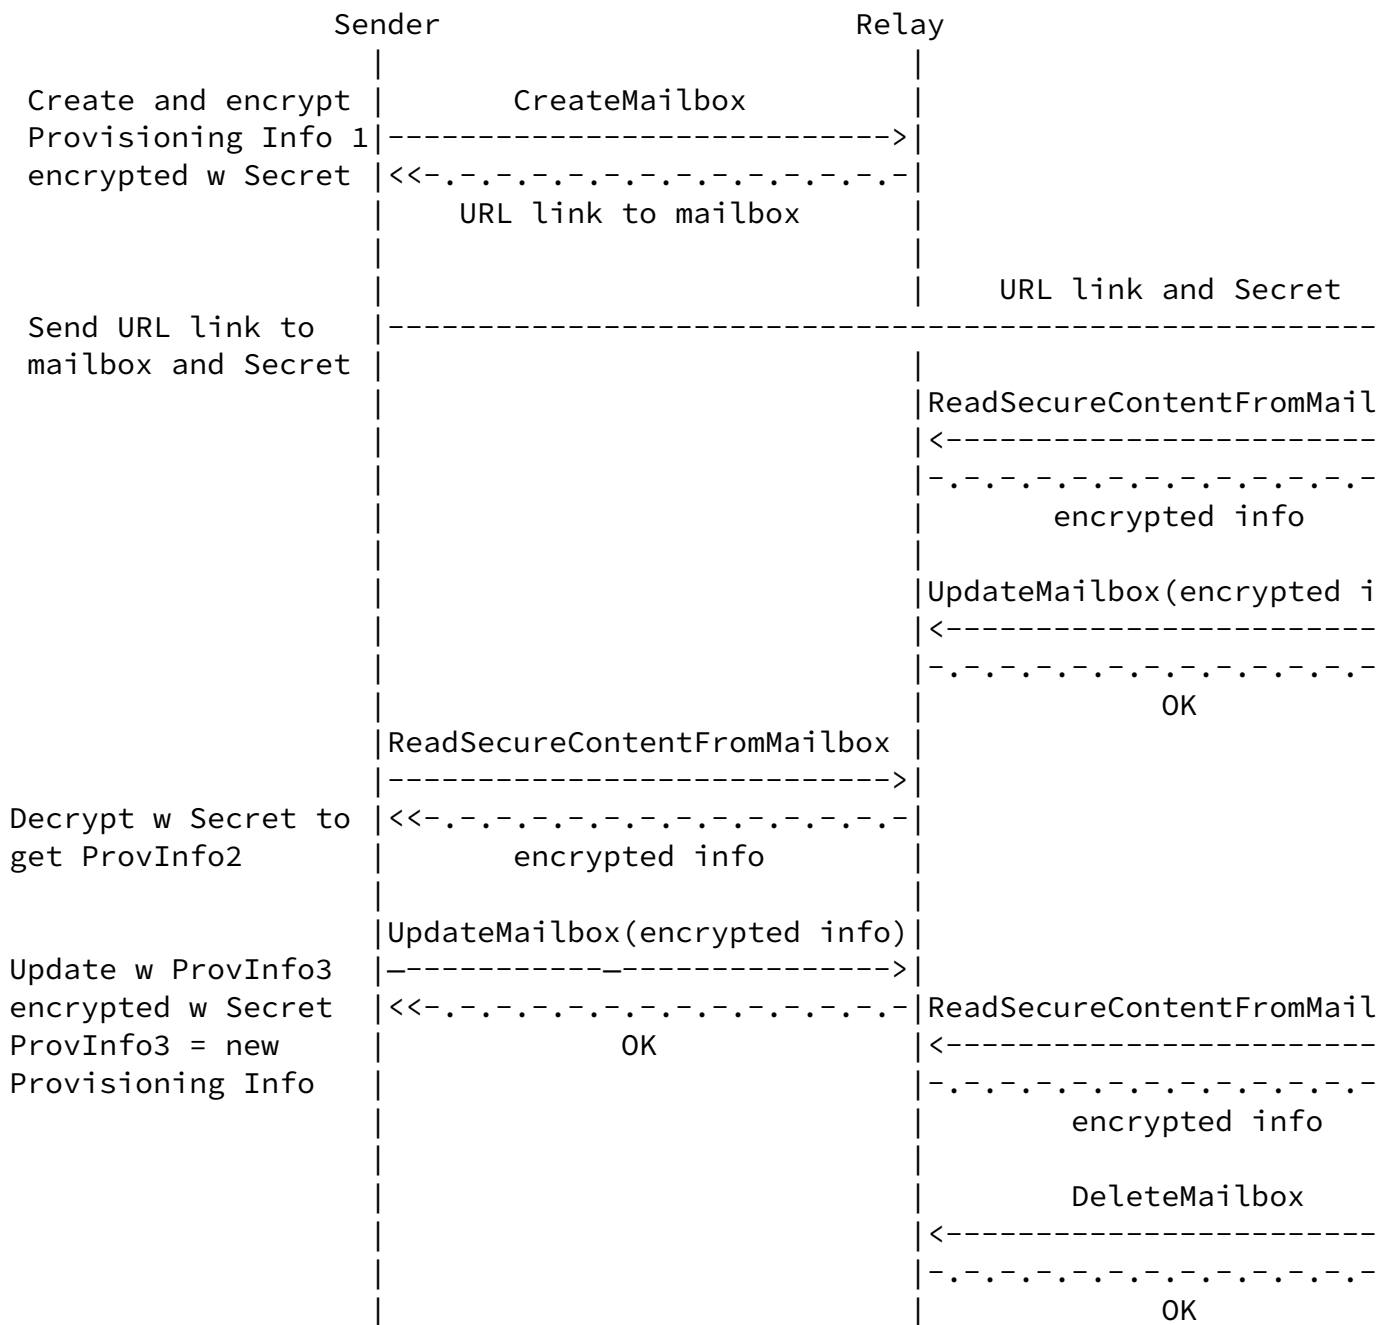 Sender Relay
Create and encrypt CreateMailbox
Provisioning Info 1
encrypted w Secret
URL link to mailbox
URL link and Secret
Send URL link to
mailbox and Secret
ReadSecureContentFromMail
encrypted info
UpdateMailbox(encrypted i
OK
ReadSecureContentFromMailbox
Decrypt w Secret to
get ProvInfo2 encrypted info
UpdateMailbox(encrypted info)
Update w ProvInfo3
encrypted w Secret ReadSecureContentFromMail
ProvInfo3 = new OK
Provisioning Info
encrypted info
DeleteMailbox
OK